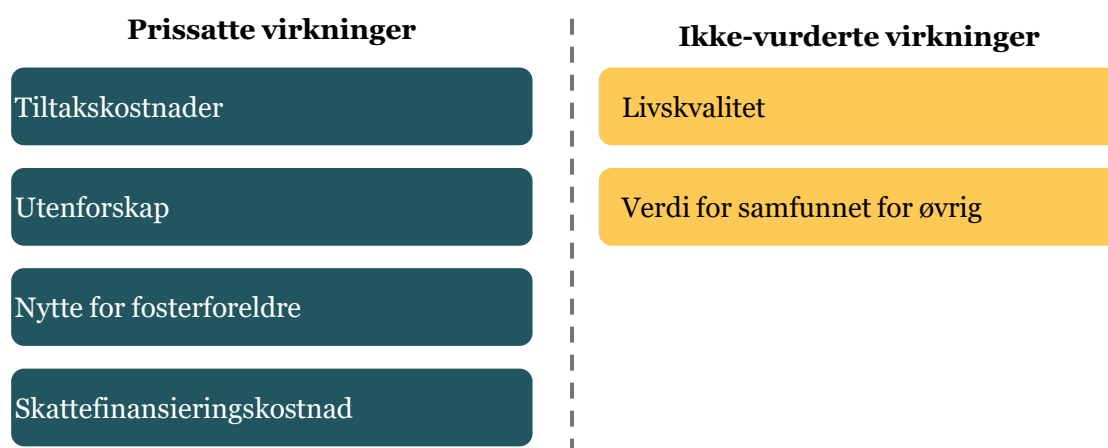 Prissatte virkninger
Tiltakskostnader
Utenforskap
Nytte for fosterforeldre
Skattefinansieringskostnad
Ikke-vurderte virkninger
Livskvalitet
Verdi for samfunnet for øvrig